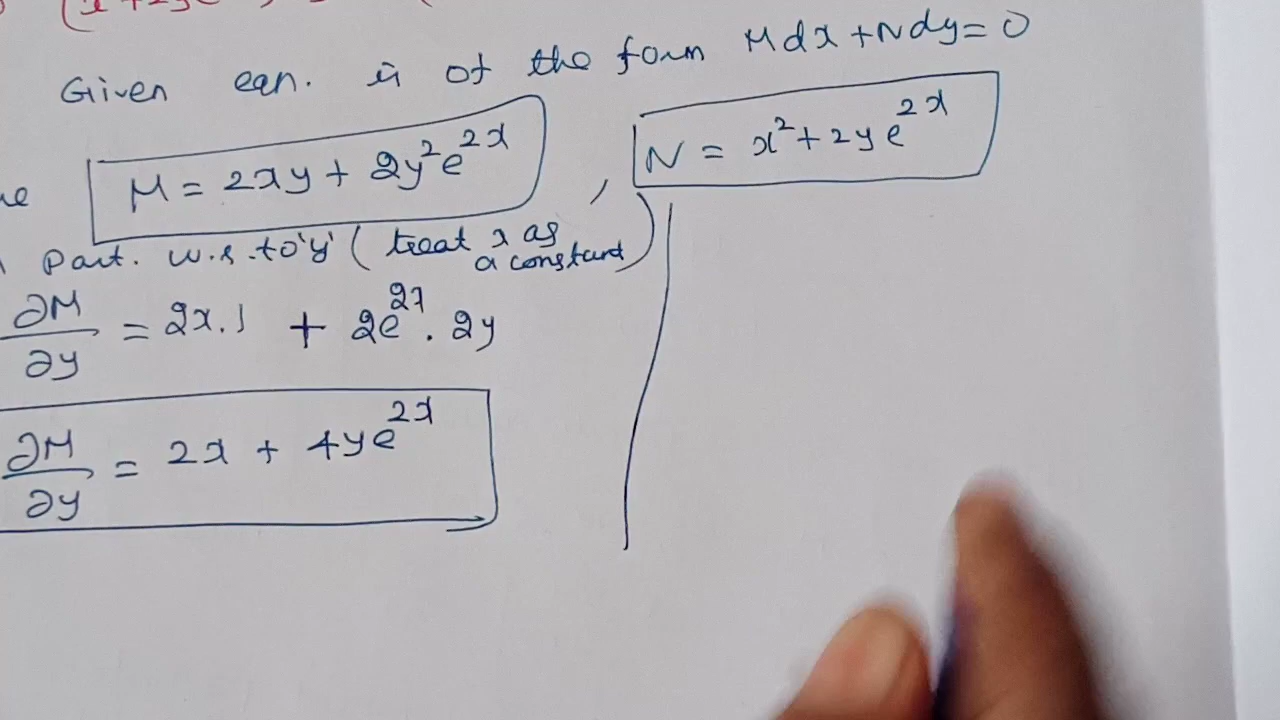 Given eqn. is of the form Mdx + Ndy = 0
M = 2xy + 2y²e^{2x} , N = x² + 2ye^{2x}
Part. w.r.to 'y' ( treat x as a constant )
∂M/∂y = 2x.1 + 2e^{2x} . 2y
∂M/∂y = 2x + 4ye^{2x}